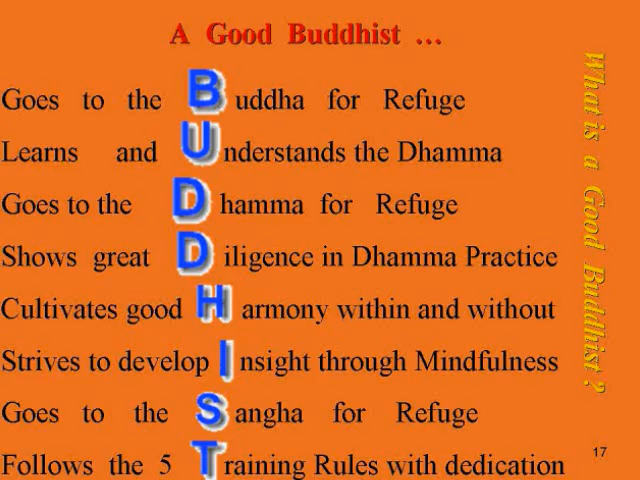 A Good Buddhist ...
Goes to the Buddha for Refuge
Learns and Understands the Dhamma
Goes to the Dhamma for Refuge
Shows great Diligence in Dhamma Practice
Cultivates good Harmony within and without
Strives to develop Insight through Mindfulness
Goes to the Sangha for Refuge
Follows the 5 Training Rules with dedication
What is a Good Buddhist ?
17